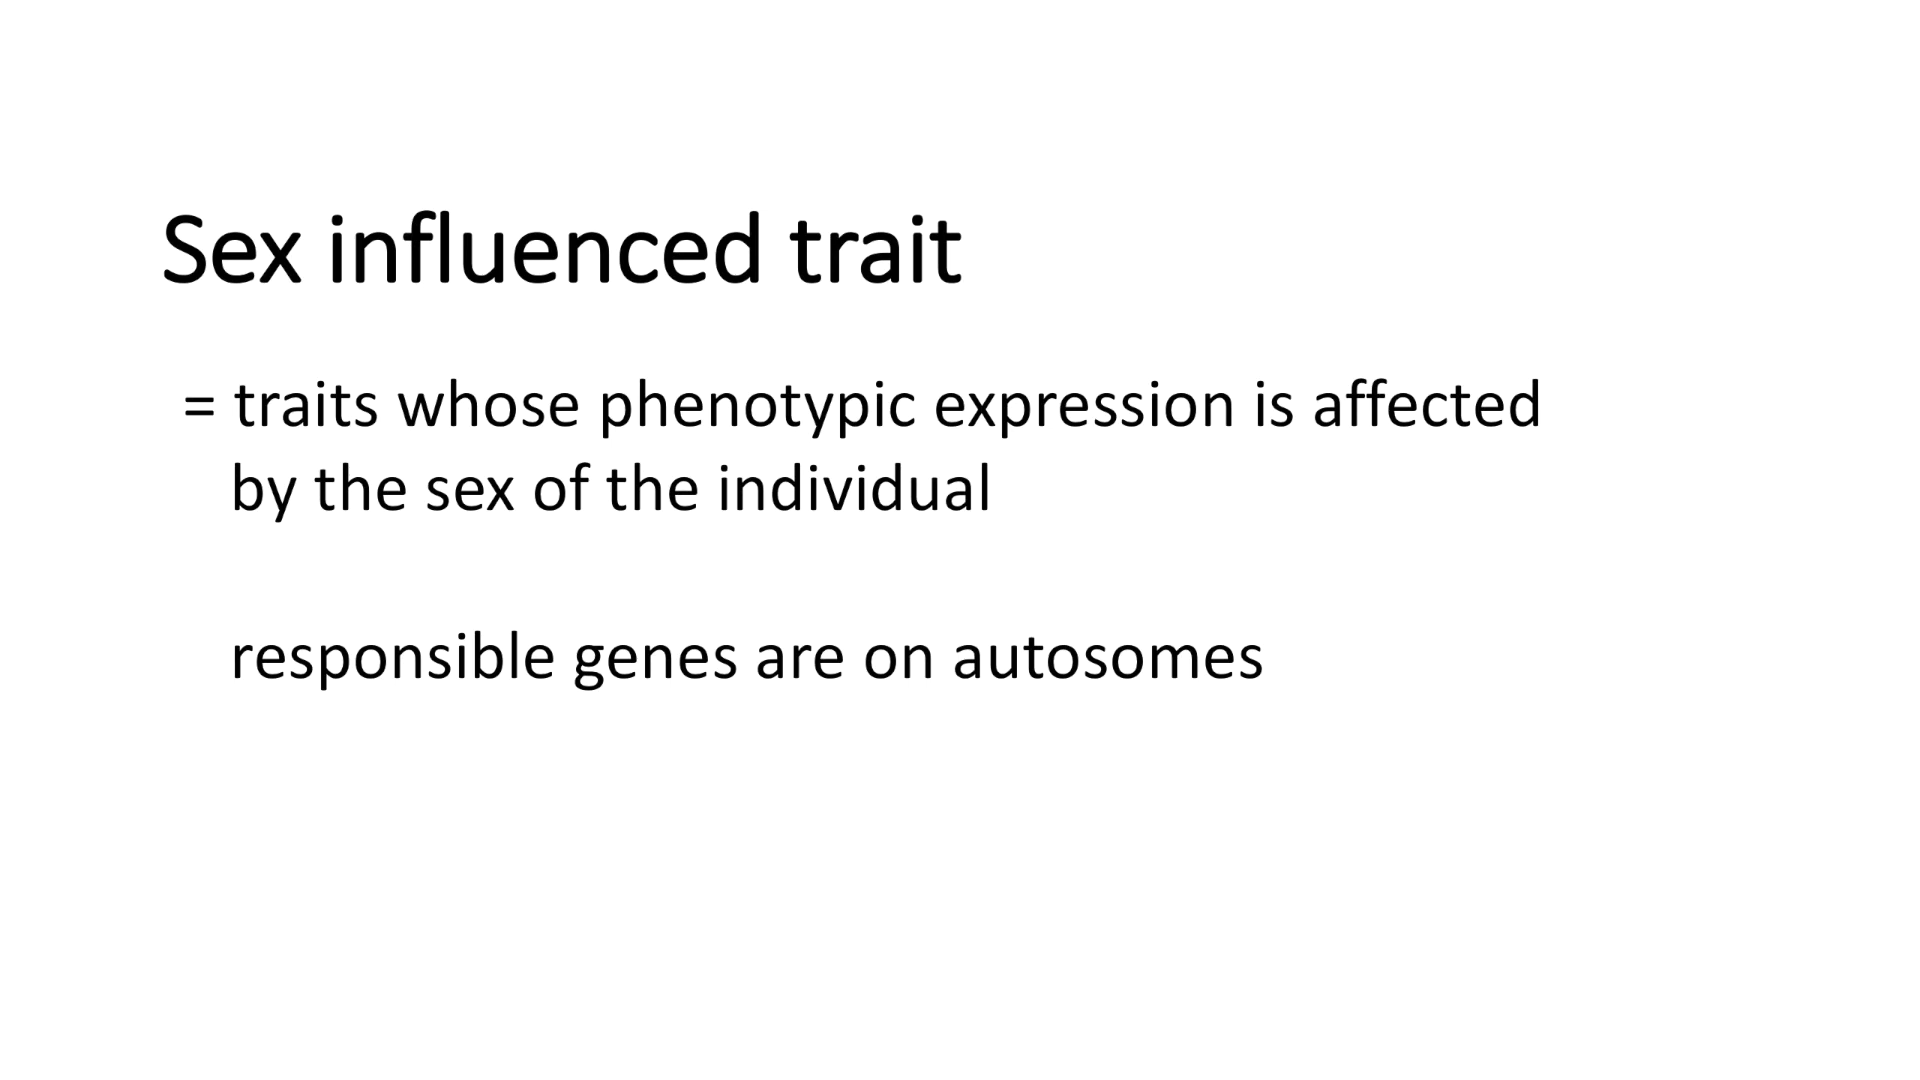 Sex influenced trait
= traits whose phenotypic expression is affected
by the sex of the individual
responsible genes are on autosomes